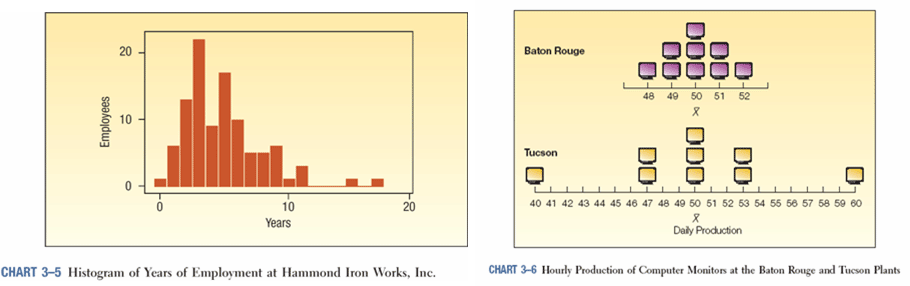 20
10
0
Employees
0 10 20
Years
CHART 3–5 Histogram of Years of Employment at Hammond Iron Works, Inc.
Baton Rouge
48 49 50 51 52
X̄
Tucson
40 41 42 43 44 45 46 47 48 49 50 51 52 53 54 55 56 57 58 59 60
X̄
Daily Production
CHART 3–6 Hourly Production of Computer Monitors at the Baton Rouge and Tucson Plants